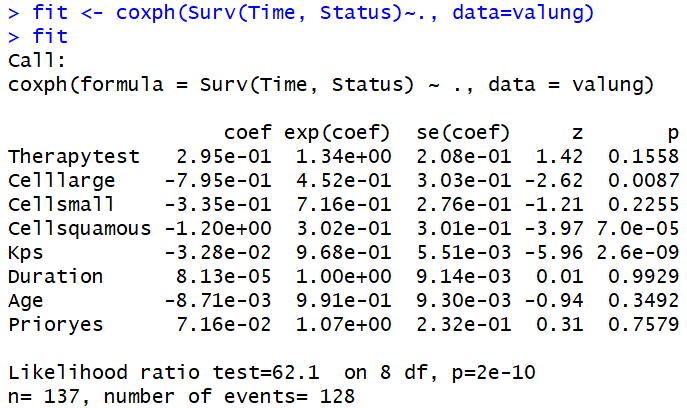 > fit <- coxph(Surv(Time, Status)~., data=valung)
> fit
Call:
coxph(formula = Surv(Time, Status) ~ ., data = valung)

                 coef exp(coef)  se(coef)     z       p
Therapytest  2.95e-01  1.34e+00  2.08e-01  1.42  0.1558
Celllarge   -7.95e-01  4.52e-01  3.03e-01 -2.62  0.0087
Cellsmall   -3.35e-01  7.16e-01  2.76e-01 -1.21  0.2255
Cellsquamous -1.20e+00  3.02e-01  3.01e-01 -3.97 7.0e-05
Kps         -3.28e-02  9.68e-01  5.51e-03 -5.96 2.6e-09
Duration     8.13e-05  1.00e+00  9.14e-03  0.01  0.9929
Age         -8.71e-03  9.91e-01  9.30e-03 -0.94  0.3492
Prioryes     7.16e-02  1.07e+00  2.32e-01  0.31  0.7579

Likelihood ratio test=62.1  on 8 df, p=2e-10
n= 137, number of events= 128